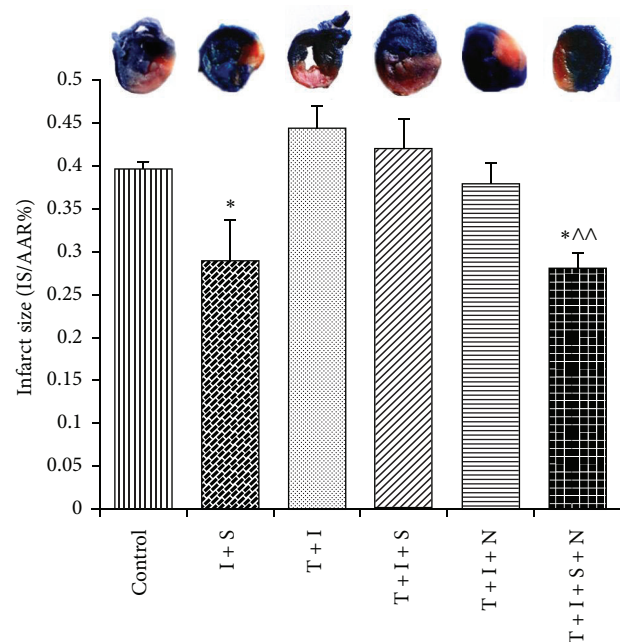 0.5
0.45
0.4
0.35
0.3
0.25
0.2
0.15
0.1
0.05
0
Infarct size (IS/AAR%)
*
*^^
Control
I + S
T + I
T + I + S
T + I + N
T + I + S + N